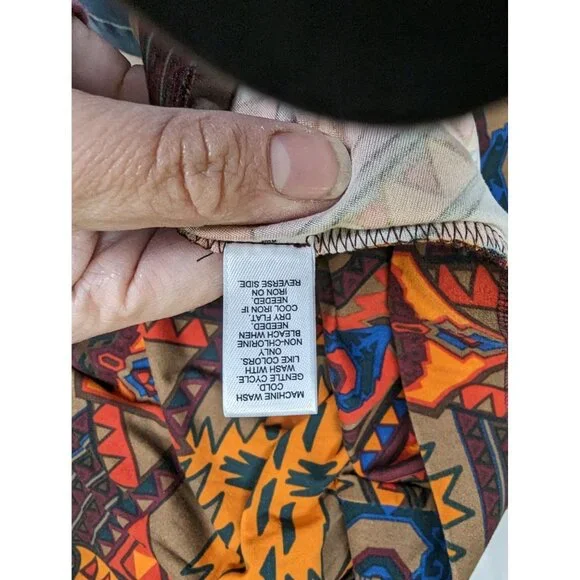 MACHINE WASH
COLD.
GENTLE CYCLE.
WASH WITH
LIKE COLORS.
ONLY
NON-CHLORINE
BLEACH WHEN
NEEDED.
DRY FLAT.
COOL IRON IF
NEEDED.
IRON ON
REVERSE SIDE.